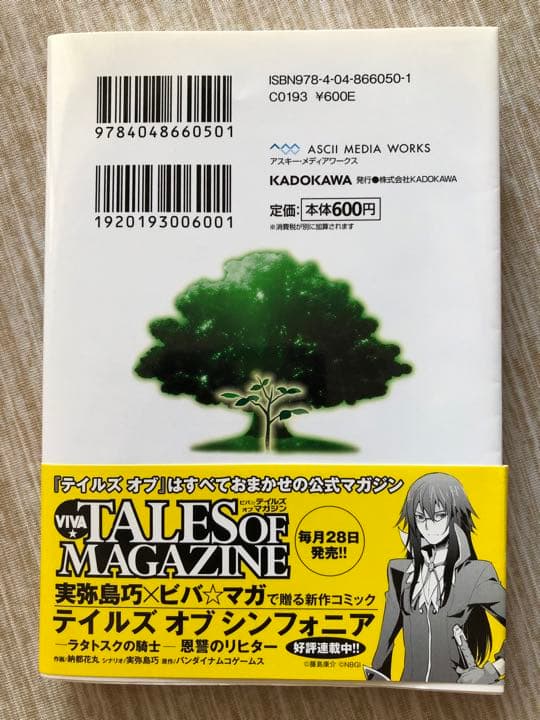 ISBN978-4-04-866050-1
C0193 ¥600E
9784048660501
ASCII MEDIA WORKS
アスキー・メディアワークス
KADOKAWA 発行●株式会社KADOKAWA
1920193006001
定価：本体600円
※消費税が別に加算されます
『テイルズ オブ』はすべておまかせの公式マガジン
VIVA★
TALES OF
MAGAZINE
ビバ☆テイルズ
オブマガジン
毎月28日
発売!!
実弥島巧×ビバ☆マガで贈る新作コミック
テイルズ オブ シンフォニア
―ラタトスクの騎士― 恩讐のリヒター
好評連載中!!
作画/納都花丸 シナリオ/実弥島巧 原作/バンダイナムコゲームス
©藤島康介 ©NBGI